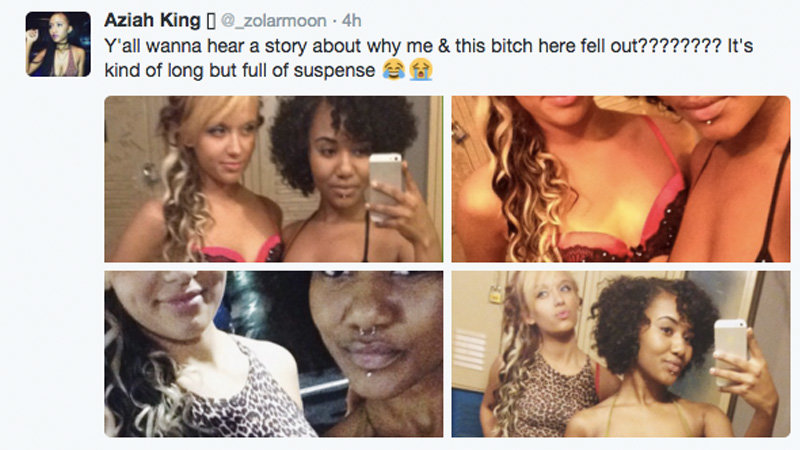 Aziah King @_zolarmoon · 4h
Y'all wanna hear a story about why me & this bitch here fell out???????? It's
kind of long but full of suspense 😂😭